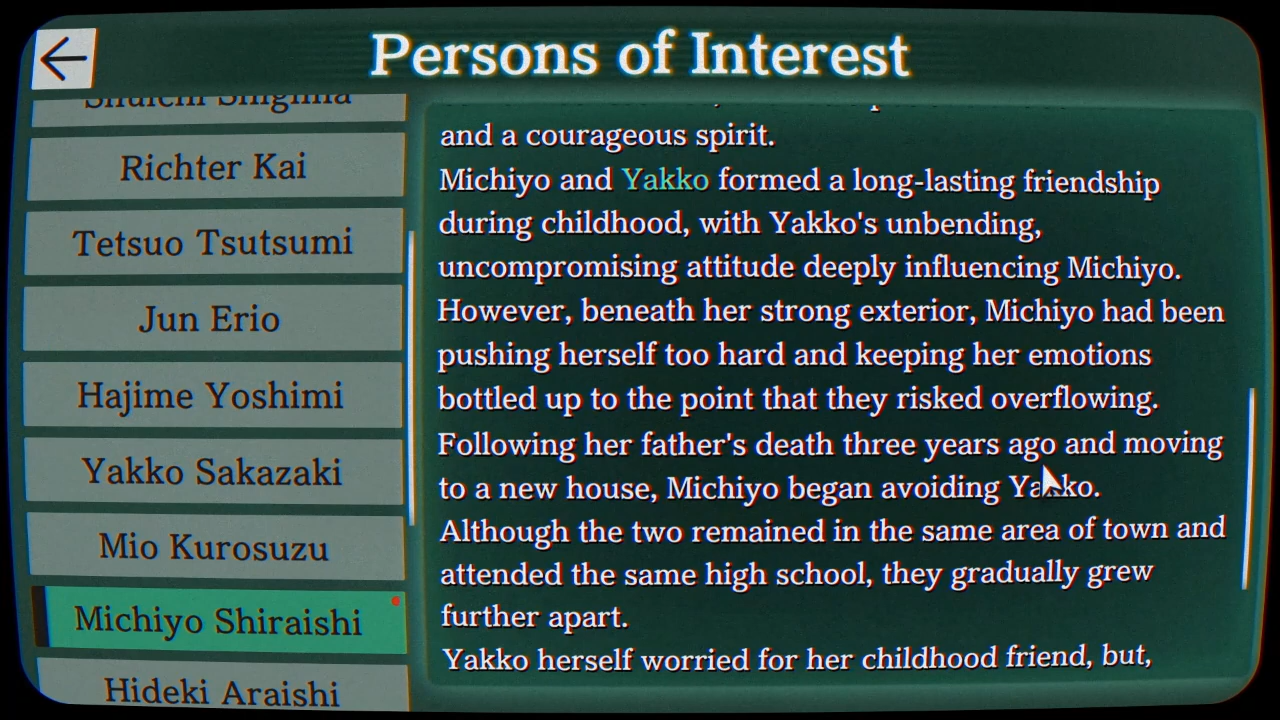 Persons of Interest
Richter Kai
Tetsuo Tsutsumi
Jun Erio
Hajime Yoshimi
Yakko Sakazaki
Mio Kurosuzu
Michiyo Shiraishi
Hideki Araishi
and a courageous spirit.
Michiyo and Yakko formed a long-lasting friendship
during childhood, with Yakko's unbending,
uncompromising attitude deeply influencing Michiyo.
However, beneath her strong exterior, Michiyo had been
pushing herself too hard and keeping her emotions
bottled up to the point that they risked overflowing.
Following her father's death three years ago and moving
to a new house, Michiyo began avoiding Yakko.
Although the two remained in the same area of town and
attended the same high school, they gradually grew
further apart.
Yakko herself worried for her childhood friend, but,